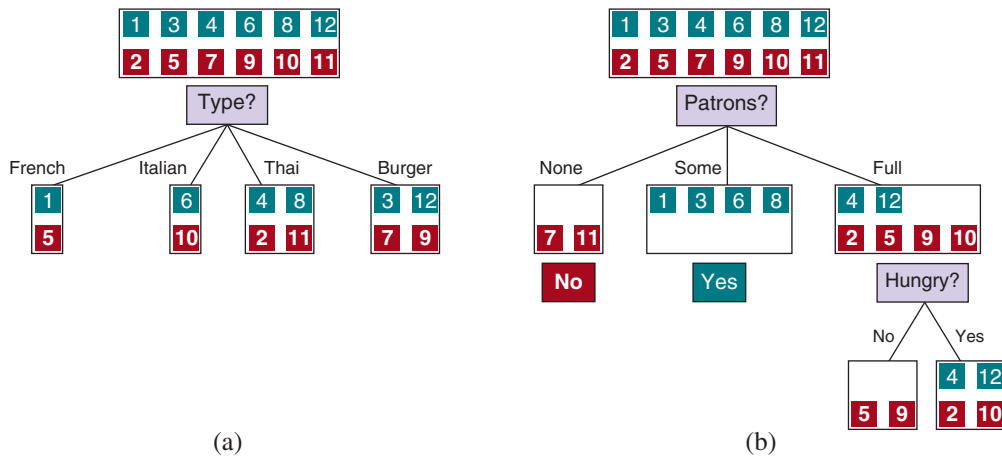 1 3 4 6 8 12
2 5 7 9 10 11
Type?
French Italian Thai Burger
1 6 4 8 3 12
5 10 2 11 7 9
(a)
1 3 4 6 8 12
2 5 7 9 10 11
Patrons?
None Some Full
1 3 6 8 4 12
7 11 2 5 9 10
No Yes Hungry?
No Yes
4 12
5 9 2 10
(b)